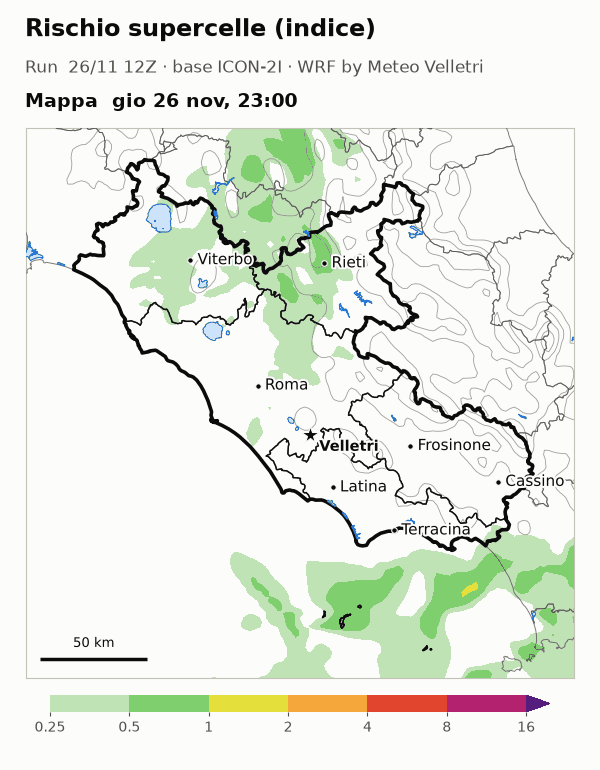 Rischio supercelle (indice)
Run  26/11 12Z · base ICON-2I · WRF by Meteo Velletri
Mappa  gio 26 nov, 23:00
Viterbo
Rieti
Roma
Velletri
Frosinone
Cassino
Latina
Terracina
50 km
0.25 0.5 1 2 4 8 16